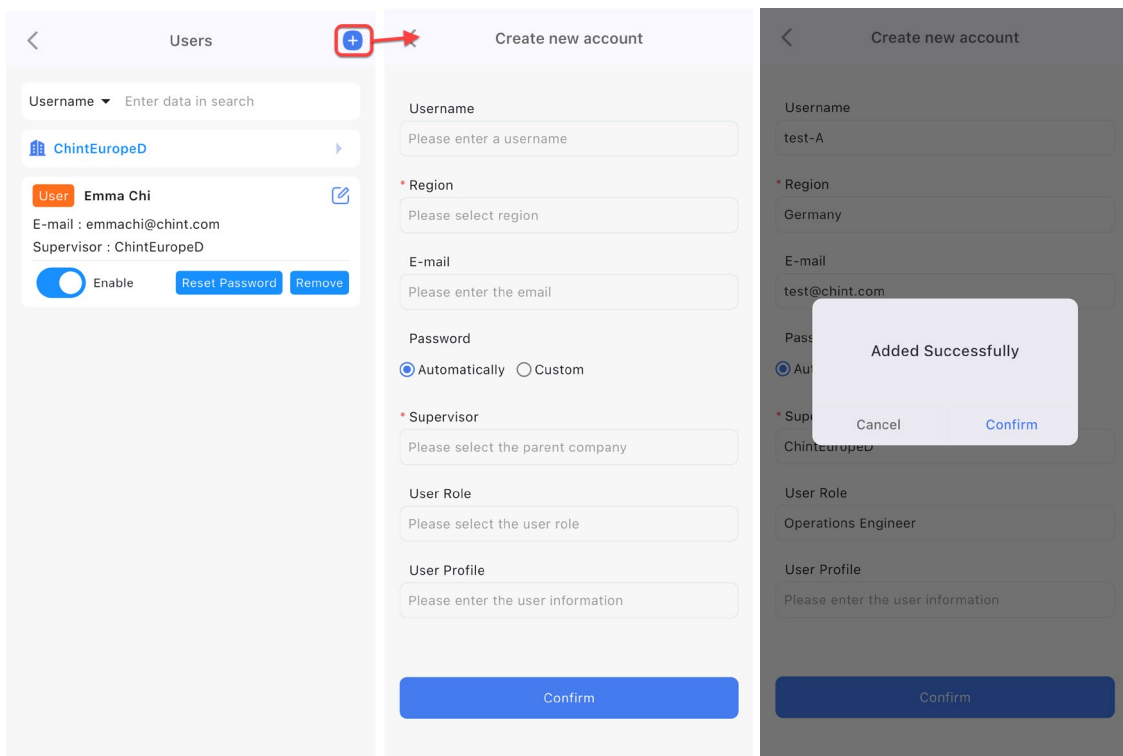 Users
Username Enter data in search
ChintEuropeD
User Emma Chi
E-mail : emmachi@chint.com
Supervisor : ChintEuropeD
Enable Reset Password Remove
Create new account
Username
Please enter a username
* Region
Please select region
E-mail
Please enter the email
Password
Automatically Custom
* Supervisor
Please select the parent company
User Role
Please select the user role
User Profile
Please enter the user information
Confirm
Create new account
Username
test-A
* Region
Germany
E-mail
test@chint.com
Pass
Au
* Supe
ChintEuropeD
Added Successfully
Cancel Confirm
User Role
Operations Engineer
User Profile
Please enter the user information
Confirm